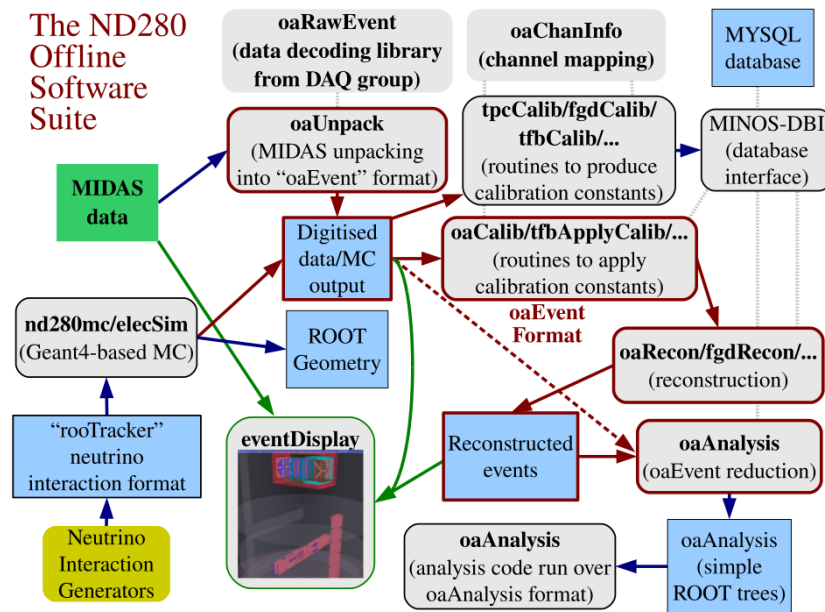 The ND280
Offline
Software
Suite
oaRawEvent
(data decoding library
from DAQ group)
oaChanInfo
(channel mapping)
MYSQL
database
oaUnpack
(MIDAS unpacking
into “oaEvent” format)
tpcCalib/fgdCalib/
tfbCalib/...
(routines to produce
calibration constants)
MINOS-DBI
(database
interface)
MIDAS
data
Digitised
data/MC
output
oaCalib/tfbApplyCalib/...
(routines to apply
calibration constants)
oaEvent
Format
nd280mc/elecSim
(Geant4-based MC)
ROOT
Geometry
oaRecon/fgdRecon/...
(reconstruction)
“rooTracker”
neutrino
interaction format
eventDisplay
Reconstructed
events
oaAnalysis
(oaEvent reduction)
Neutrino
Interaction
Generators
oaAnalysis
(analysis code run over
oaAnalysis format)
oaAnalysis
(simple
ROOT trees)